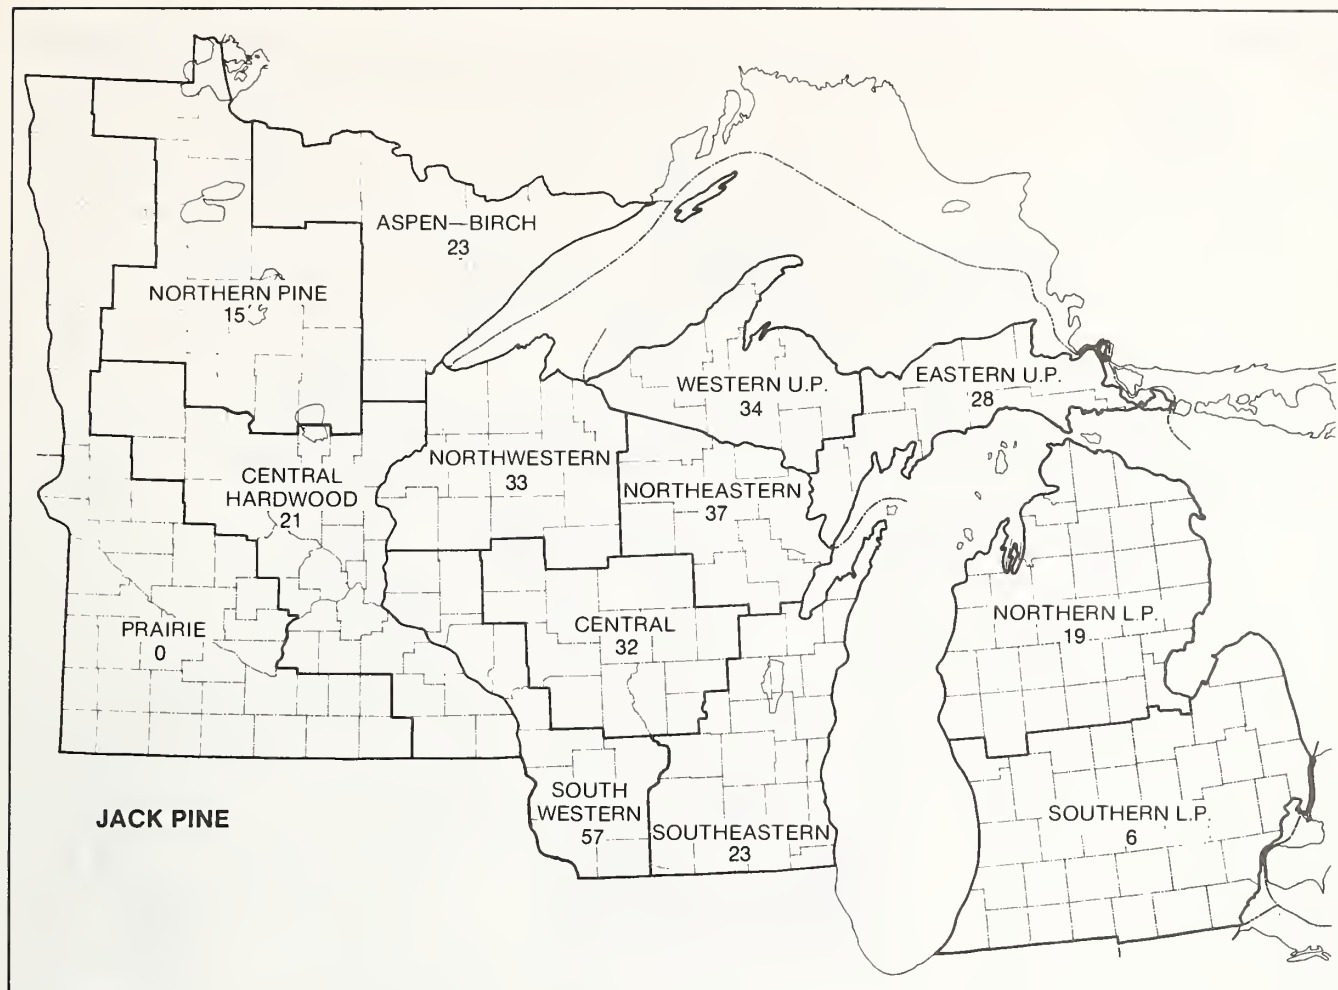 ASPEN—BIRCH
23
NORTHERN PINE
15
WESTERN U.P.
34
EASTERN U.P.
28
NORTHWESTERN
33
CENTRAL
HARDWOOD
21
NORTHEASTERN
37
PRAIRIE
0
CENTRAL
32
NORTHERN L.P.
19
SOUTH
WESTERN
57
SOUTHEASTERN
23
SOUTHERN L.P.
6
JACK PINE